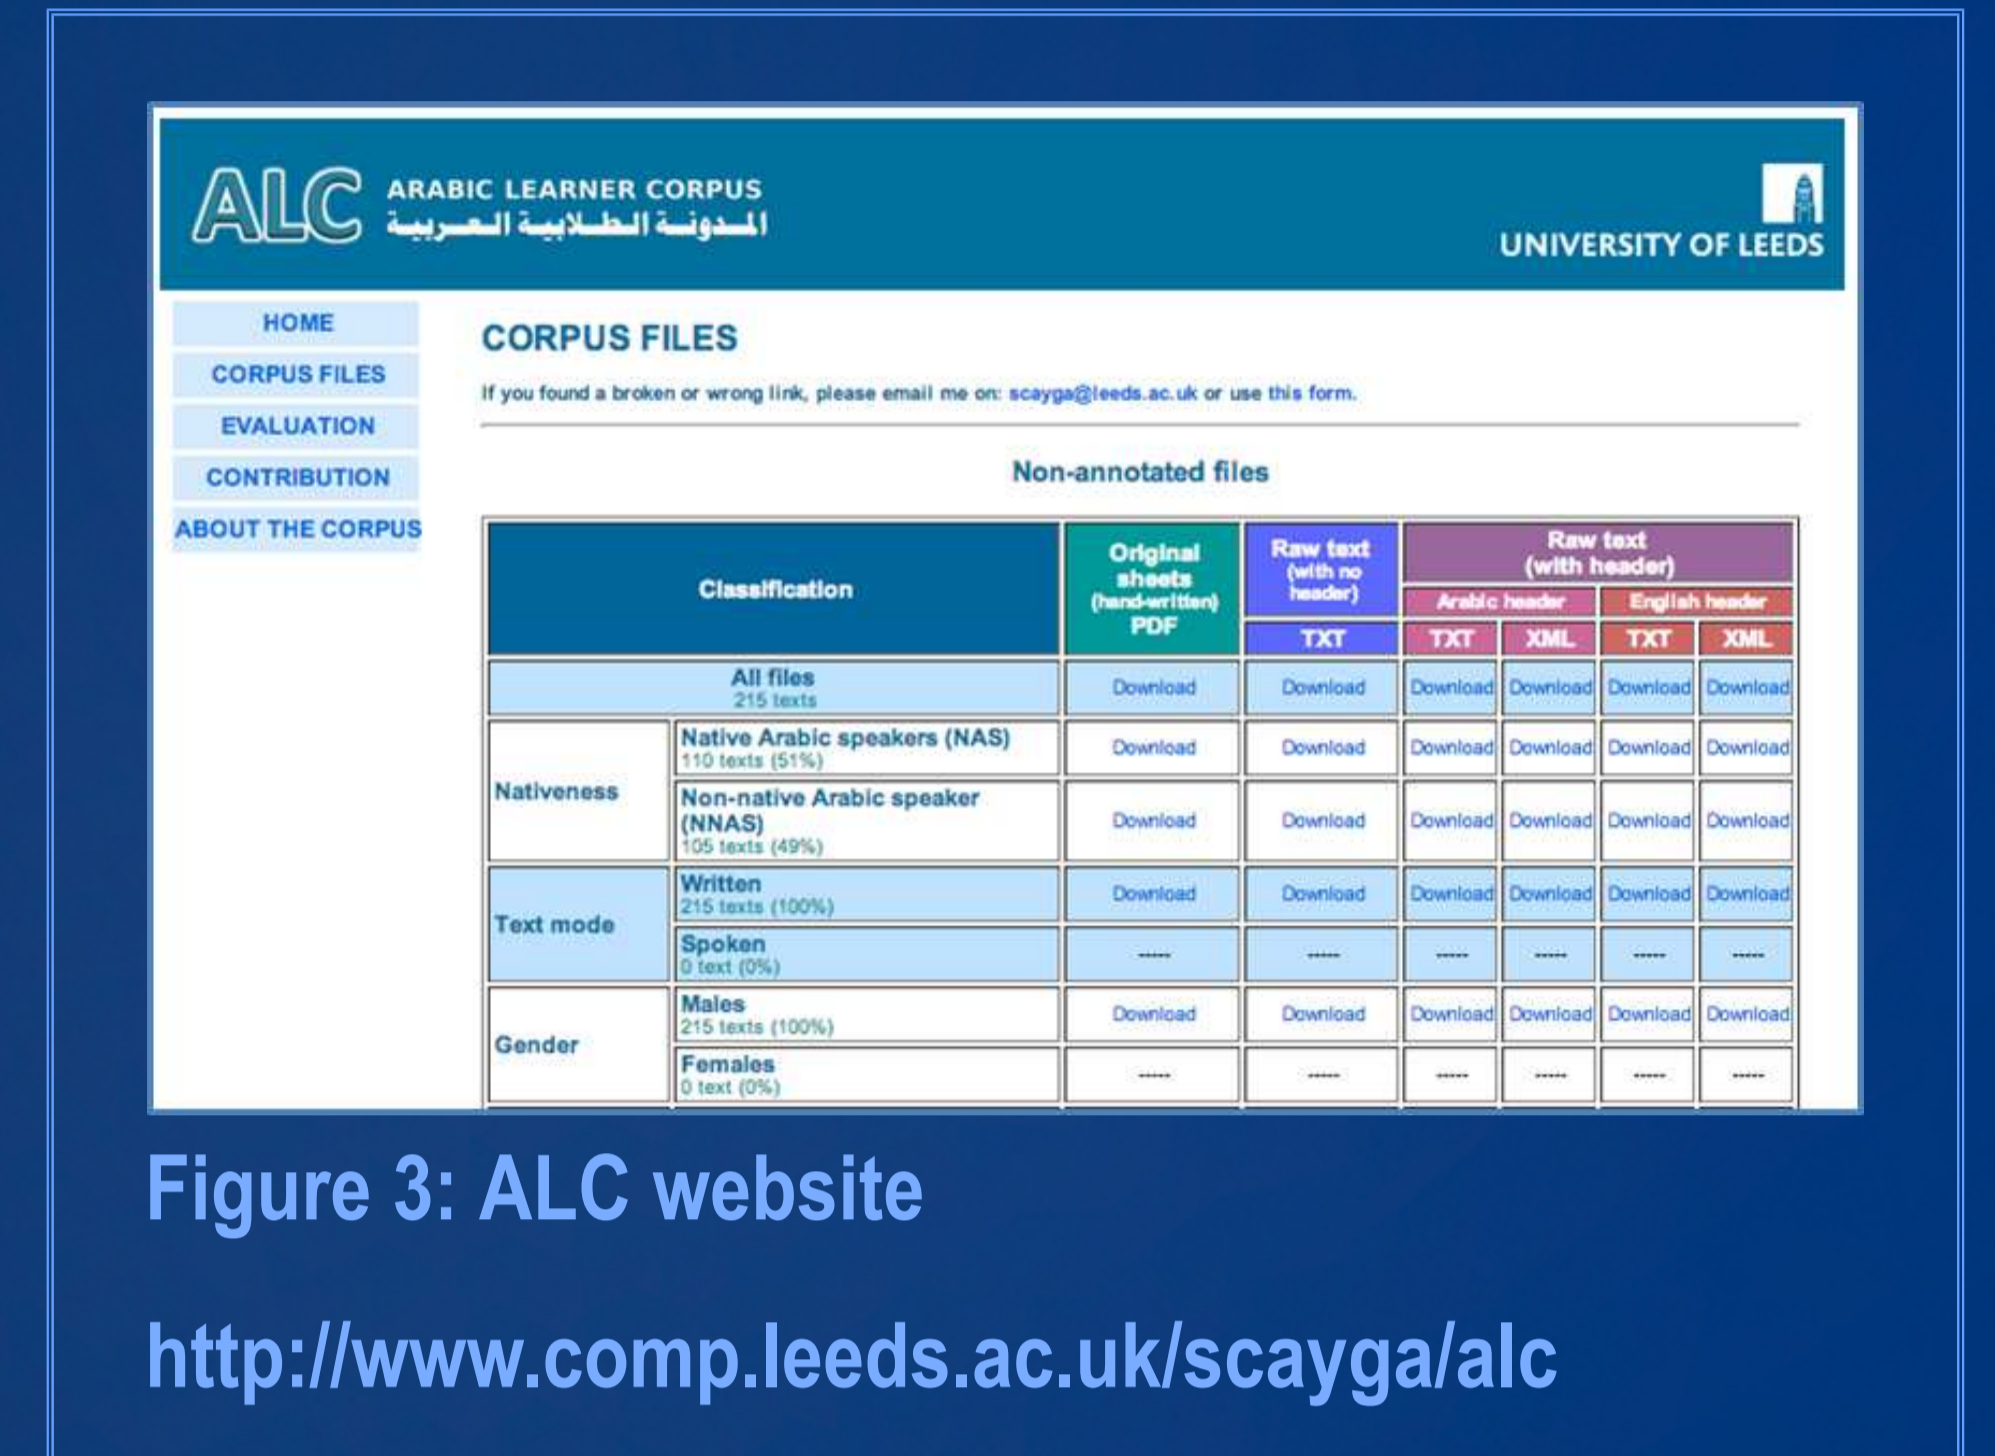 ALC
ARABIC LEARNER CORPUS
المدونة الطلابية العربية
UNIVERSITY OF LEEDS
HOME
CORPUS FILES
EVALUATION
CONTRIBUTION
ABOUT THE CORPUS
CORPUS FILES
If you found a broken or wrong link, please email me on: scayga@leeds.ac.uk or use this form.
Non-annotated files
Classification
Original
sheets
(hand-written)
PDF
Raw text
(with no
header)
TXT
Raw text
(with header)
Arabic header English header
TXT XML TXT XML
All files
215 texts
Download Download Download Download Download Download
Nativeness
Native Arabic speakers (NAS)
110 texts (51%)
Download Download Download Download Download Download
Non-native Arabic speaker
(NNAS)
105 texts (49%)
Download Download Download Download Download Download
Text mode
Written
215 texts (100%)
Download Download Download Download Download Download
Spoken
0 text (0%)
----- ----- ----- ----- ----- -----
Gender
Males
215 texts (100%)
Download Download Download Download Download Download
Females
0 text (0%)
----- ----- ----- ----- ----- -----
Figure 3: ALC website
http://www.comp.leeds.ac.uk/scayga/alc